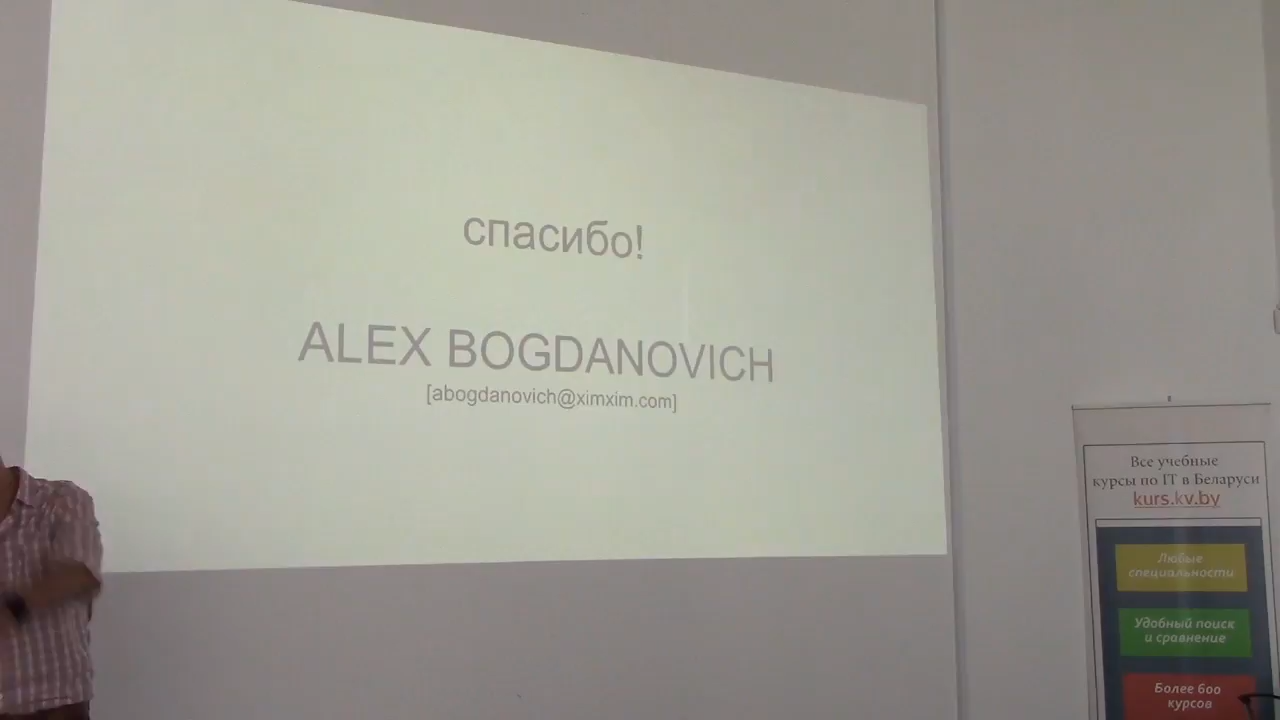 спасибо!
ALEX BOGDANOVICH
[abogdanovich@ximxim.com]
Все учебные
курсы по IT в Беларуси
kurs.kv.by
Любые
специальности
Удобный поиск
и сравнение
Более 600
курсов